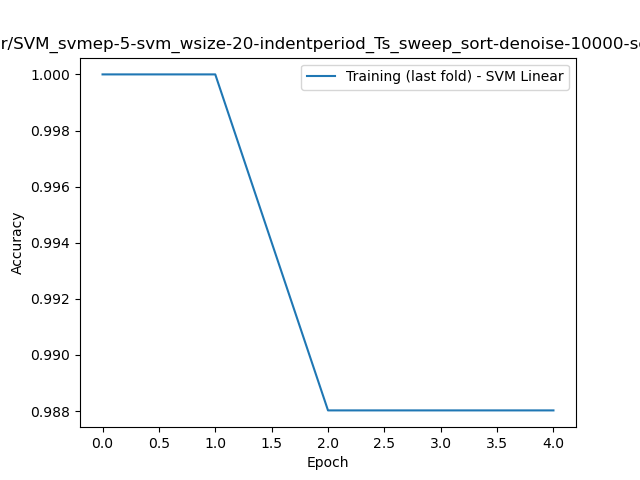 r/SVM_svmep-5-svm_wsize-20-indentperiod_Ts_sweep_sort-denoise-10000-s
Training (last fold) - SVM Linear
1.000
0.998
0.996
0.994
0.992
0.990
0.988
Accuracy
0.0 0.5 1.0 1.5 2.0 2.5 3.0 3.5 4.0
Epoch